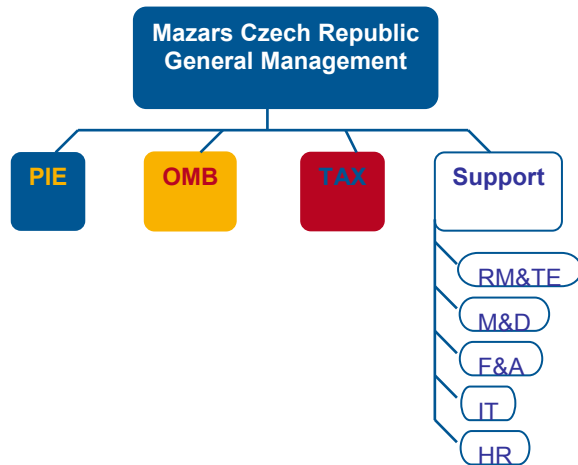 Mazars Czech Republic
General Management
PIE
OMB
TAX
Support
RM&TE
M&D
F&A
IT
HR